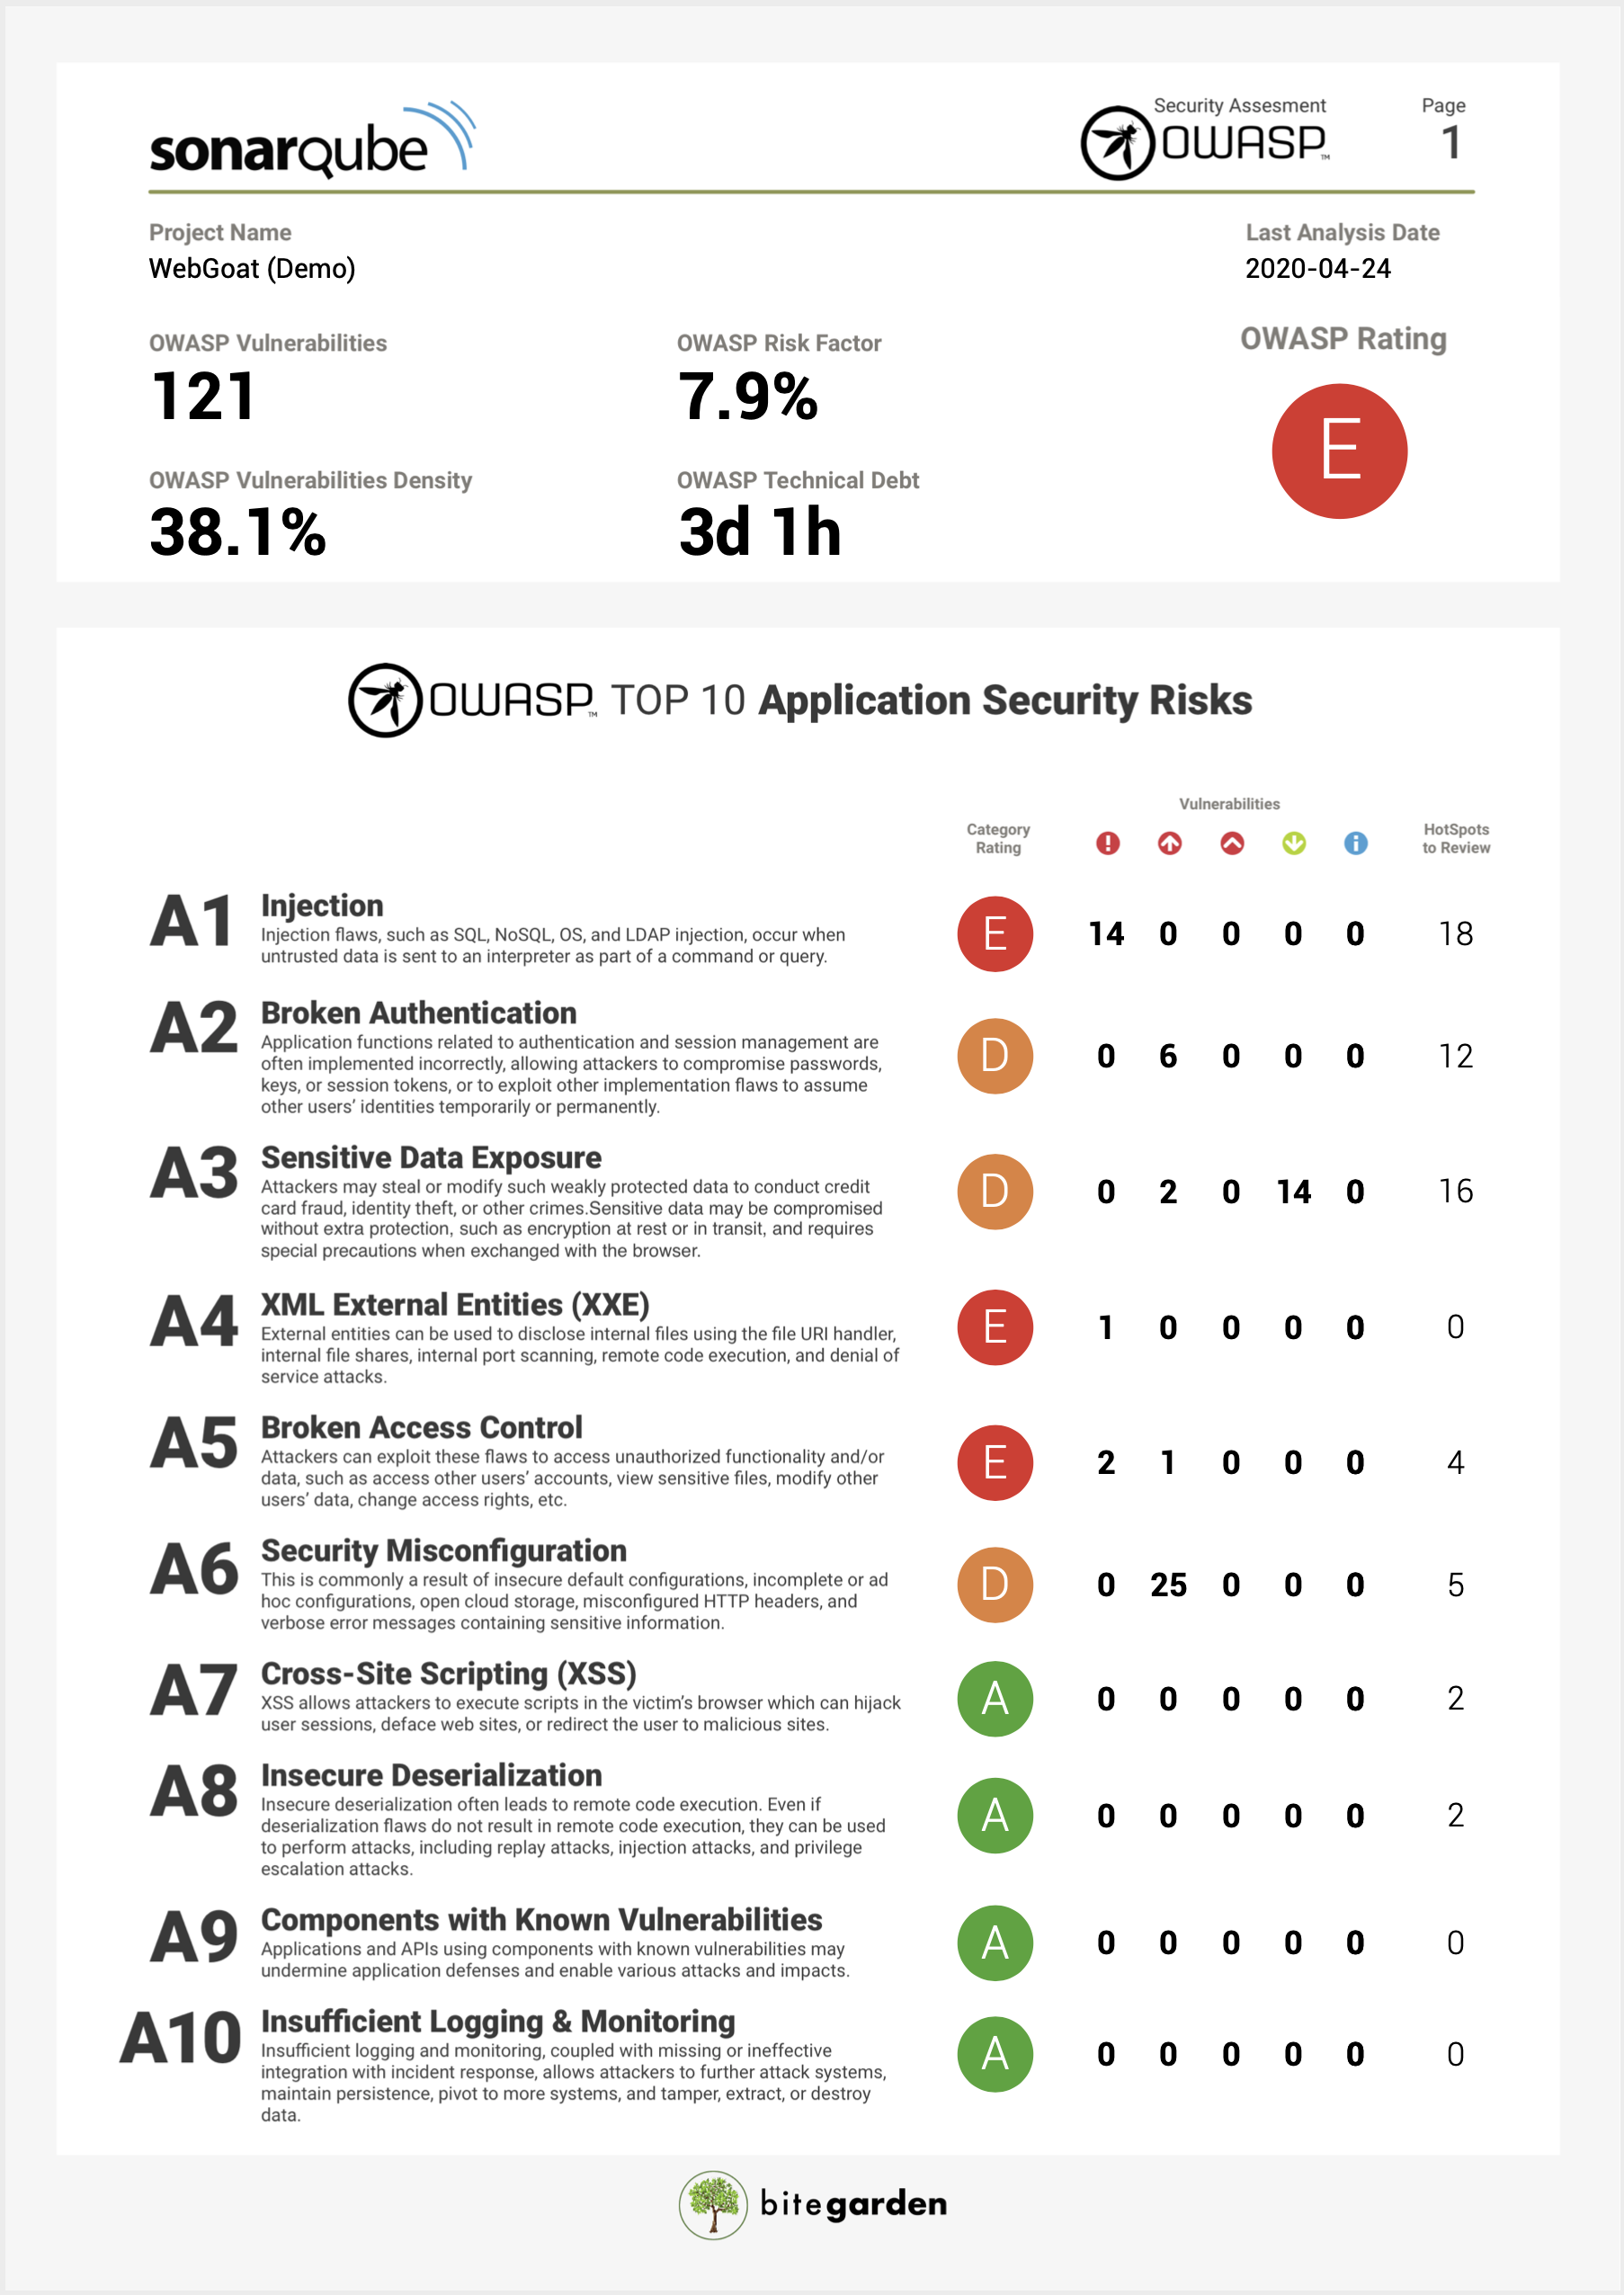 sonarqube
Security Assesment
OWASP™
Page
1
Project Name
WebGoat (Demo)
Last Analysis Date
2020-04-24
OWASP Vulnerabilities
121
OWASP Risk Factor
7.9%
OWASP Rating
E
OWASP Vulnerabilities Density
38.1%
OWASP Technical Debt
3d 1h
OWASP™ TOP 10 Application Security Risks
Vulnerabilities
Category
Rating
HotSpots
to Review
A1
Injection
Injection flaws, such as SQL, NoSQL, OS, and LDAP injection, occur when
untrusted data is sent to an interpreter as part of a command or query.
E 14 0 0 0 0 18
A2
Broken Authentication
Application functions related to authentication and session management are
often implemented incorrectly, allowing attackers to compromise passwords,
keys, or session tokens, or to exploit other implementation flaws to assume
other users’ identities temporarily or permanently.
D 0 6 0 0 0 12
A3
Sensitive Data Exposure
Attackers may steal or modify such weakly protected data to conduct credit
card fraud, identity theft, or other crimes.Sensitive data may be compromised
without extra protection, such as encryption at rest or in transit, and requires
special precautions when exchanged with the browser.
D 0 2 0 14 0 16
A4
XML External Entities (XXE)
External entities can be used to disclose internal files using the file URI handler,
internal file shares, internal port scanning, remote code execution, and denial of
service attacks.
E 1 0 0 0 0 0
A5
Broken Access Control
Attackers can exploit these flaws to access unauthorized functionality and/or
data, such as access other users’ accounts, view sensitive files, modify other
users’ data, change access rights, etc.
E 2 1 0 0 0 4
A6
Security Misconfiguration
This is commonly a result of insecure default configurations, incomplete or ad
hoc configurations, open cloud storage, misconfigured HTTP headers, and
verbose error messages containing sensitive information.
D 0 25 0 0 0 5
A7
Cross-Site Scripting (XSS)
XSS allows attackers to execute scripts in the victim’s browser which can hijack
user sessions, deface web sites, or redirect the user to malicious sites.
A 0 0 0 0 0 2
A8
Insecure Deserialization
Insecure deserialization often leads to remote code execution. Even if
deserialization flaws do not result in remote code execution, they can be used
to perform attacks, including replay attacks, injection attacks, and privilege
escalation attacks.
A 0 0 0 0 0 2
A9
Components with Known Vulnerabilities
Applications and APIs using components with known vulnerabilities may
undermine application defenses and enable various attacks and impacts.
A 0 0 0 0 0 0
A10
Insufficient Logging & Monitoring
Insufficient logging and monitoring, coupled with missing or ineffective
integration with incident response, allows attackers to further attack systems,
maintain persistence, pivot to more systems, and tamper, extract, or destroy
data.
A 0 0 0 0 0 0
bitegarden